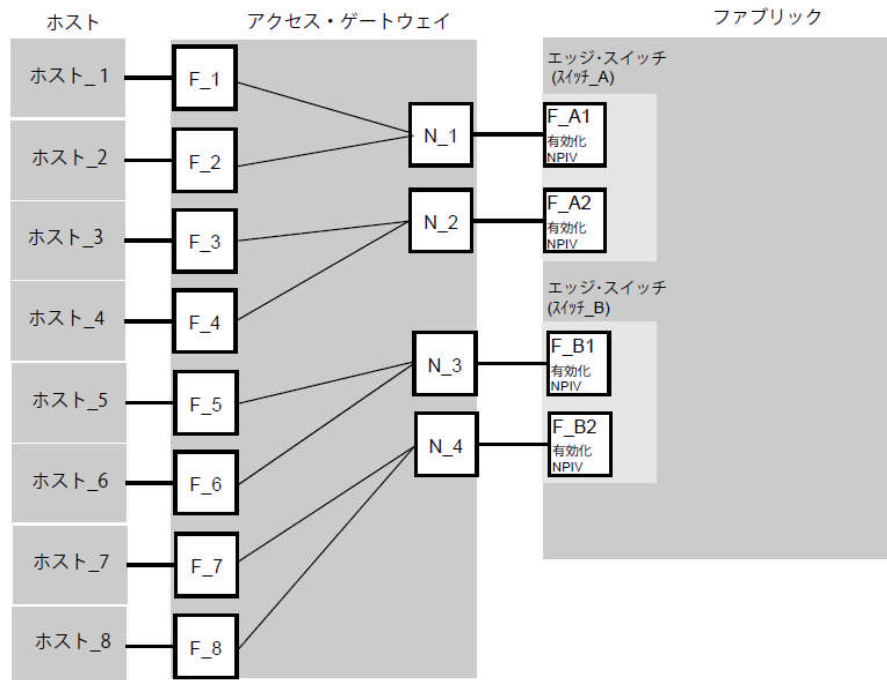 ホスト
アクセス・ゲートウェイ
ファブリック
ホスト_1
ホスト_2
ホスト_3
ホスト_4
ホスト_5
ホスト_6
ホスト_7
ホスト_8
F_1
F_2
F_3
F_4
F_5
F_6
F_7
F_8
N_1
N_2
N_3
N_4
エッジ・スイッチ
(ｽｲｯﾁ_A)
F_A1
有効化
NPIV
F_A2
有効化
NPIV
エッジ・スイッチ
(ｽｲｯﾁ_B)
F_B1
有効化
NPIV
F_B2
有効化
NPIV